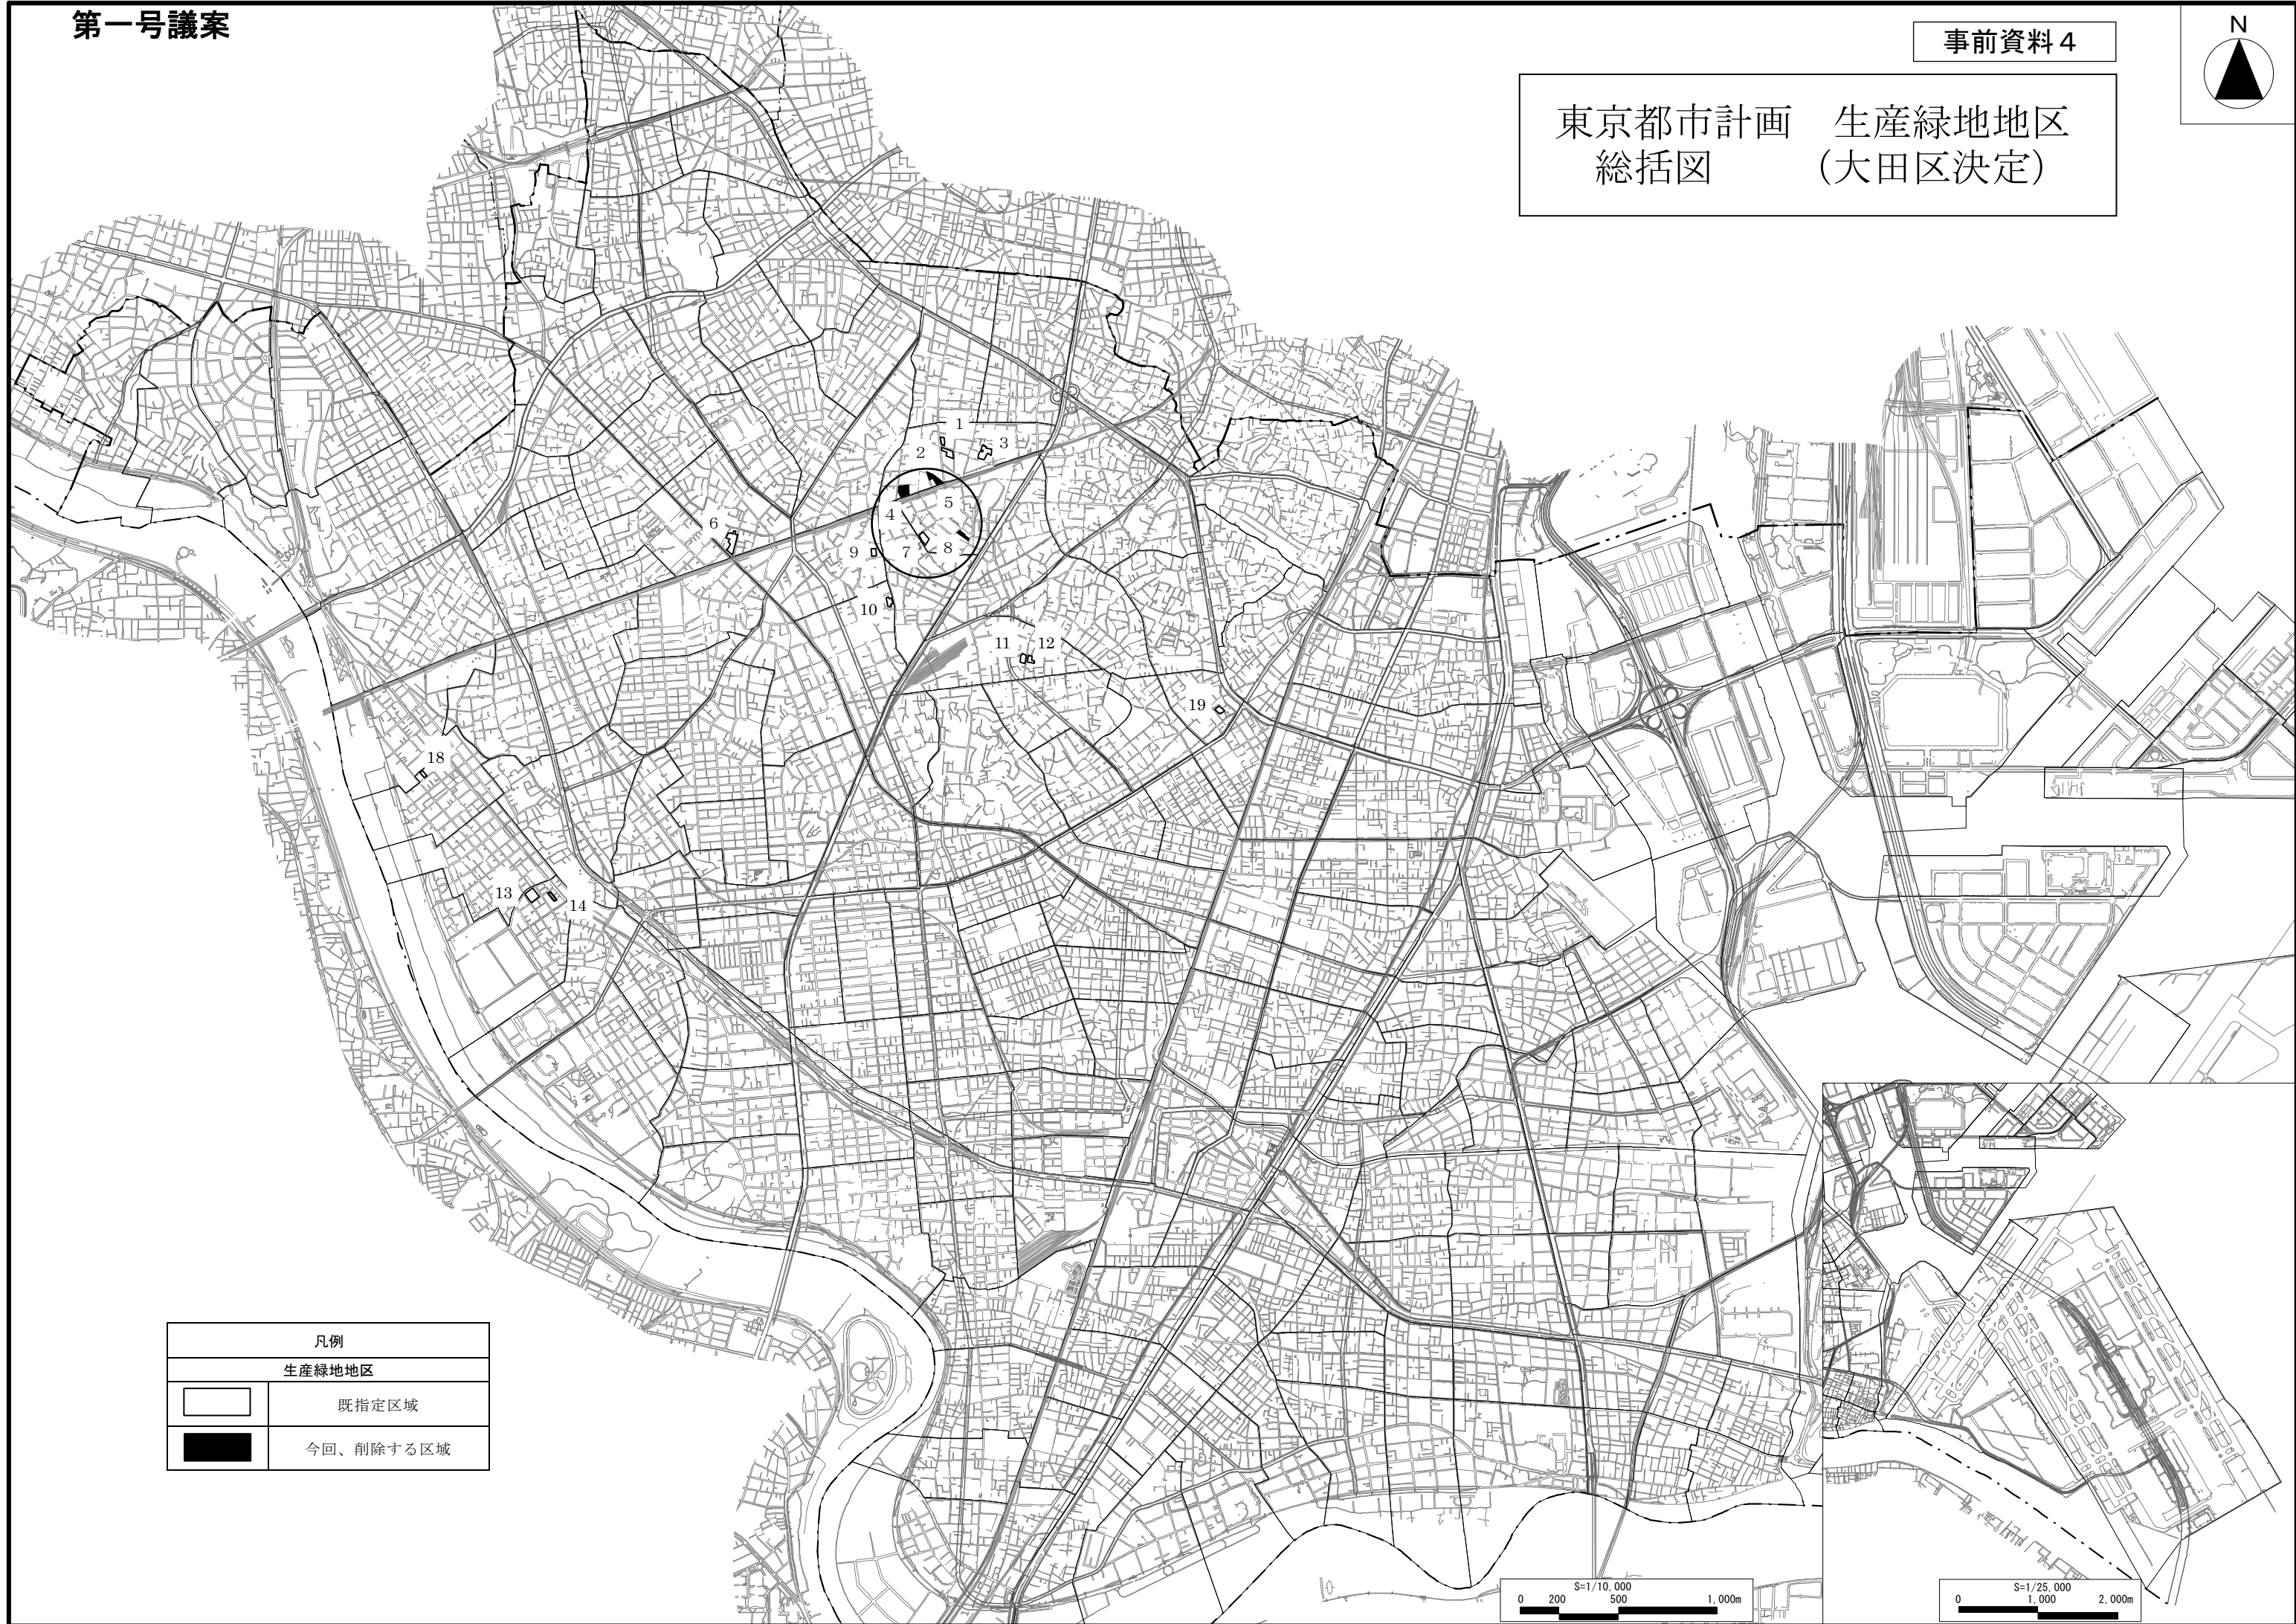 第一号議案
事前資料４
N
東京都市計画　生産緑地地区
総括図　　（大田区決定）
1
2
3
4
5
6
9
7
8
10
11
12
19
18
13
14
凡例
生産緑地地区
既指定区域
今回、削除する区域
S=1/10,000
0 200 500 1,000m
S=1/25,000
0 1,000 2,000m